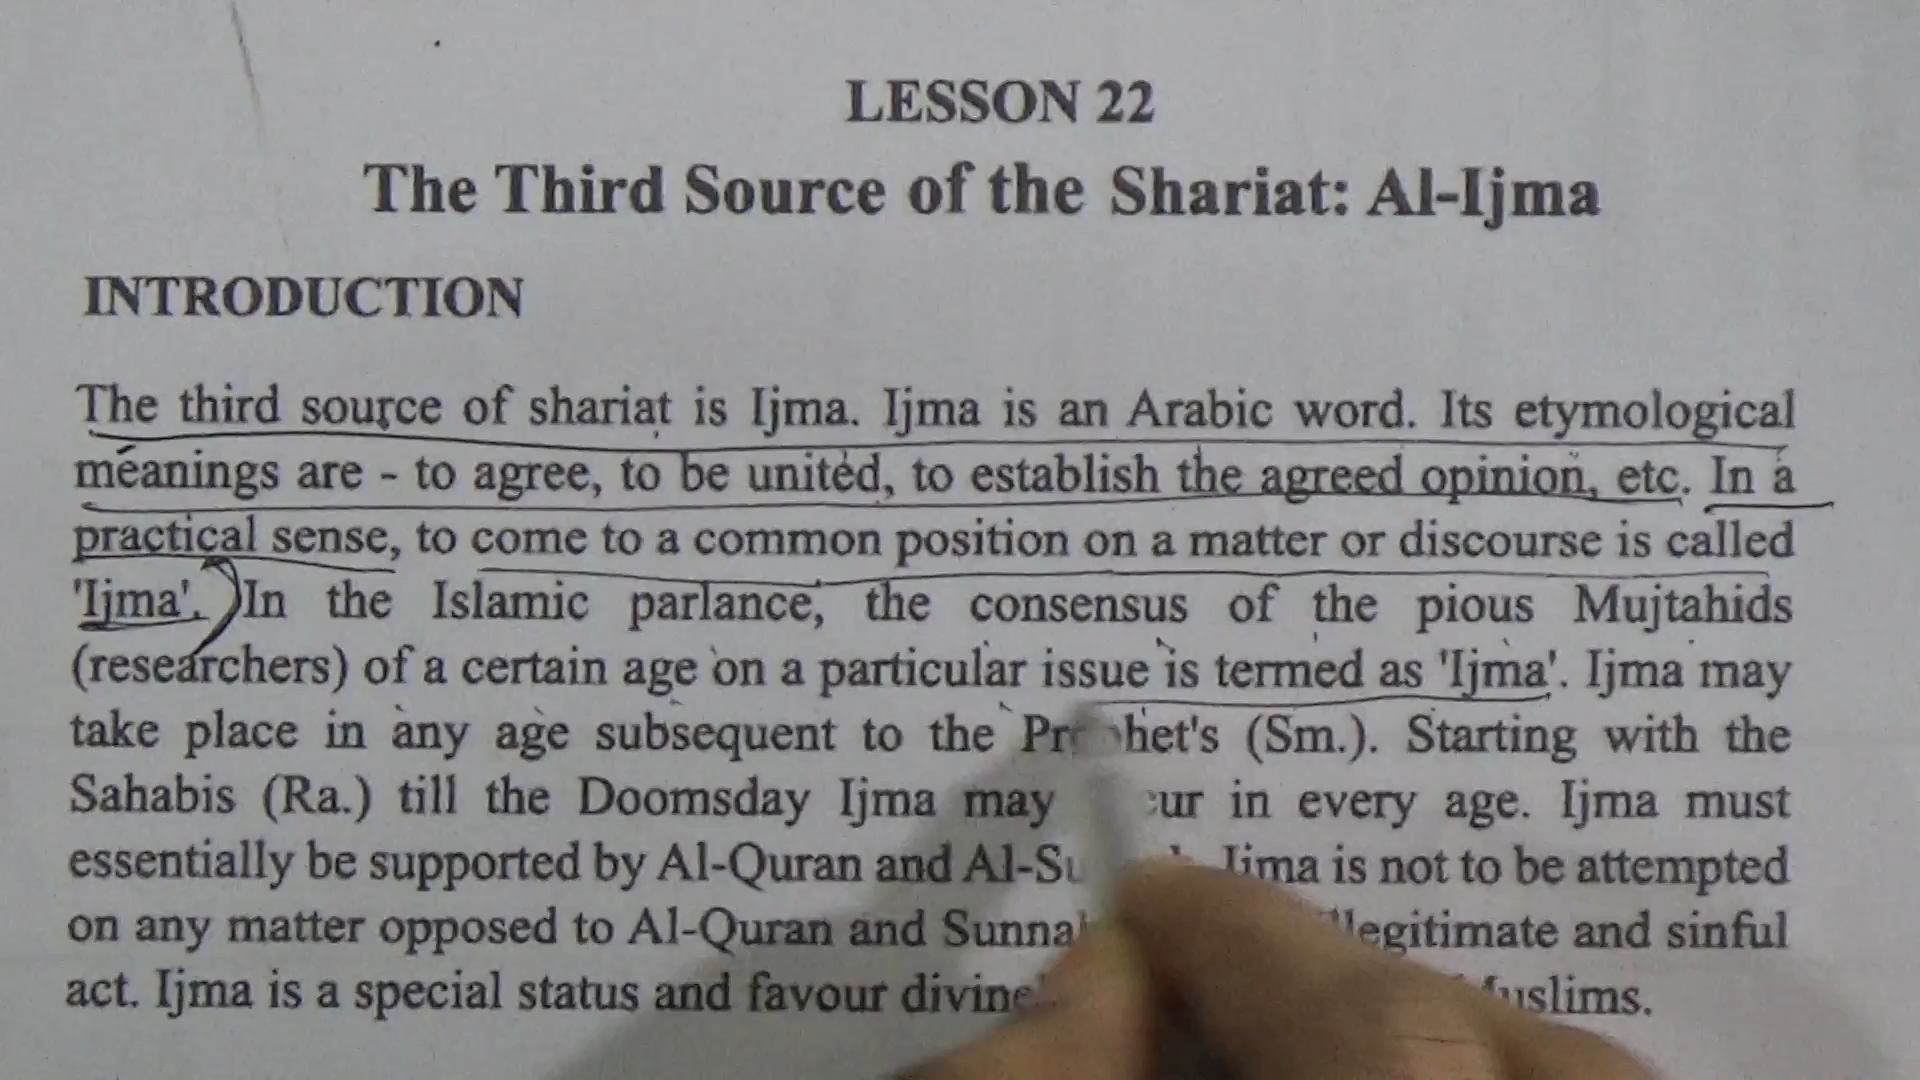 LESSON 22
The Third Source of the Shariat: Al-Ijma
INTRODUCTION
The third source of shariat is Ijma. Ijma is an Arabic word. Its etymological
meanings are - to agree, to be united, to establish the agreed opinion, etc. In a
practical sense, to come to a common position on a matter or discourse is called
'Ijma'. In the Islamic parlance, the consensus of the pious Mujtahids
(researchers) of a certain age on a particular issue is termed as 'Ijma'. Ijma may
take place in any age subsequent to the Prophet's (Sm.). Starting with the
Sahabis (Ra.) till the Doomsday Ijma may in every age. Ijma must
essentially be supported by Al-Quran and Ijma is not to be attempted
on any matter opposed to Al-Quran and and sinful
act. Ijma is a special status and favour